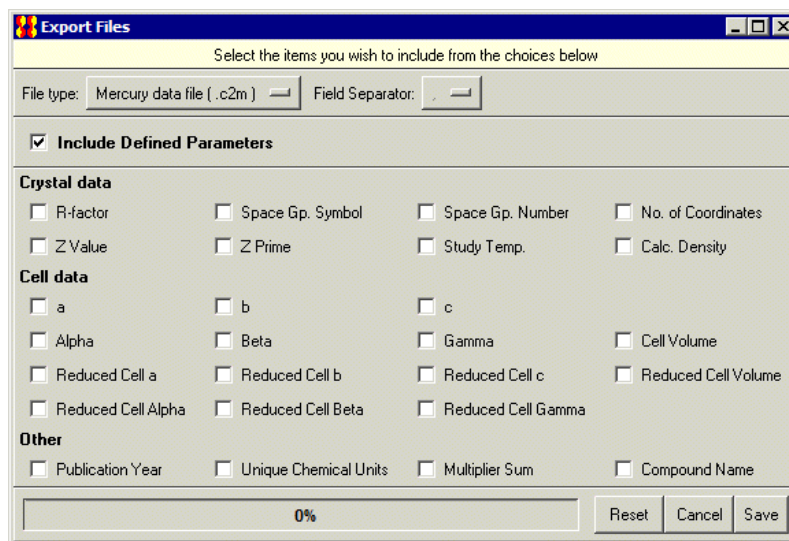 Export Files
Select the items you wish to include from the choices below
File type: Mercury data file ( .c2m ) Field Separator: ,
Include Defined Parameters
Crystal data
R-factor Space Gp. Symbol Space Gp. Number No. of Coordinates
Z Value Z Prime Study Temp. Calc. Density
Cell data
a b c
Alpha Beta Gamma Cell Volume
Reduced Cell a Reduced Cell b Reduced Cell c Reduced Cell Volume
Reduced Cell Alpha Reduced Cell Beta Reduced Cell Gamma
Other
Publication Year Unique Chemical Units Multiplier Sum Compound Name
0% Reset Cancel Save